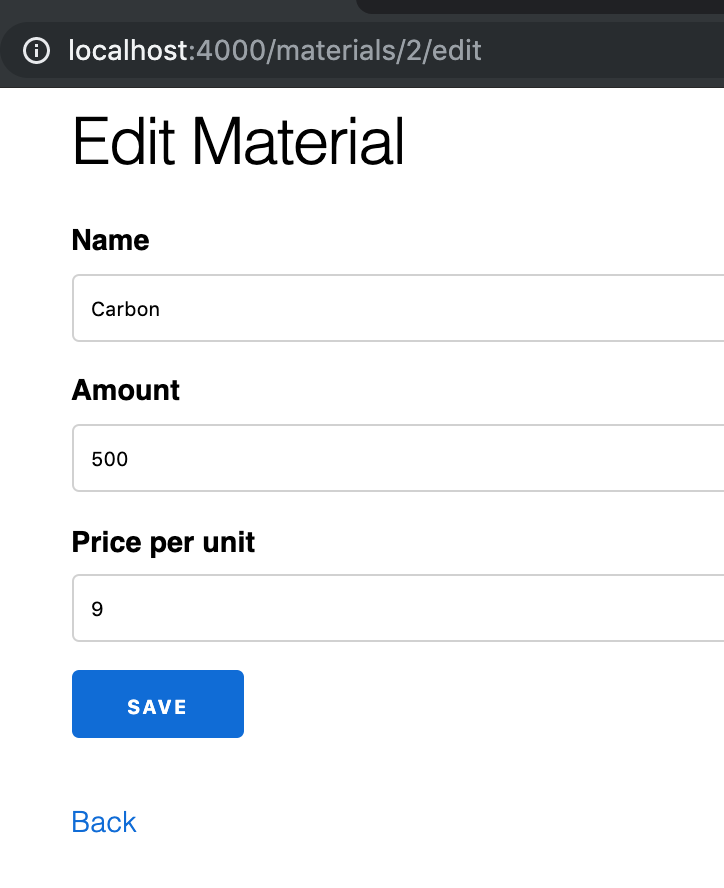 localhost:4000/materials/2/edit
Edit Material
Name
Carbon
Amount
500
Price per unit
9
SAVE
Back